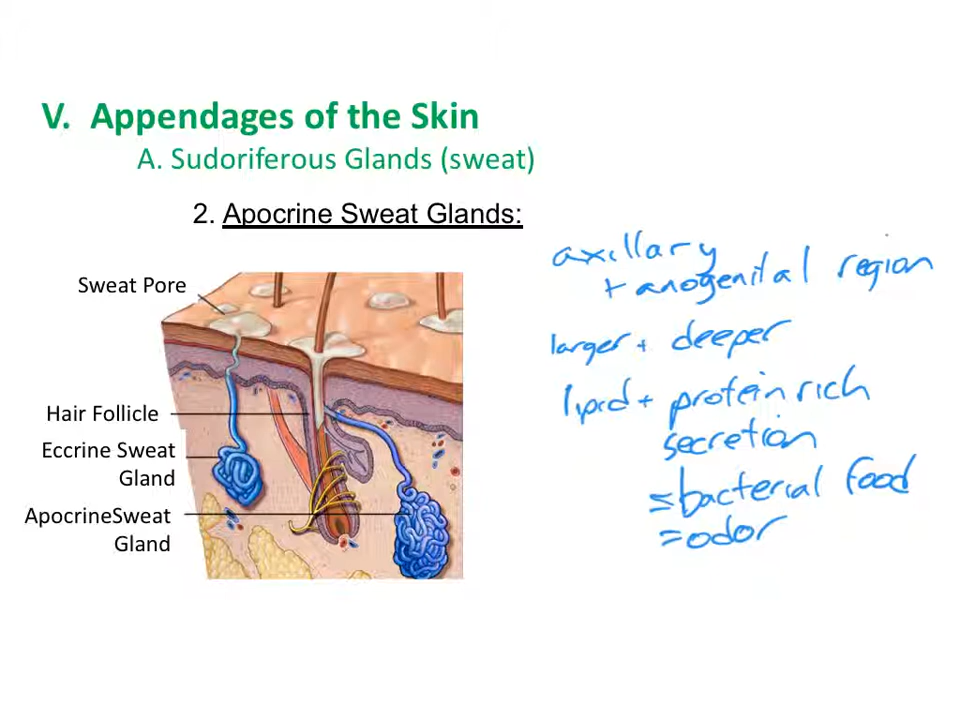 V. Appendages of the Skin
A. Sudoriferous Glands (sweat)
2. Apocrine Sweat Glands:
axillary
+ anogenital region
larger + deeper
lipid + protein rich
secretion
= bacterial food
= odor
Sweat Pore
Hair Follicle
Eccrine Sweat
Gland
ApocrineSweat
Gland